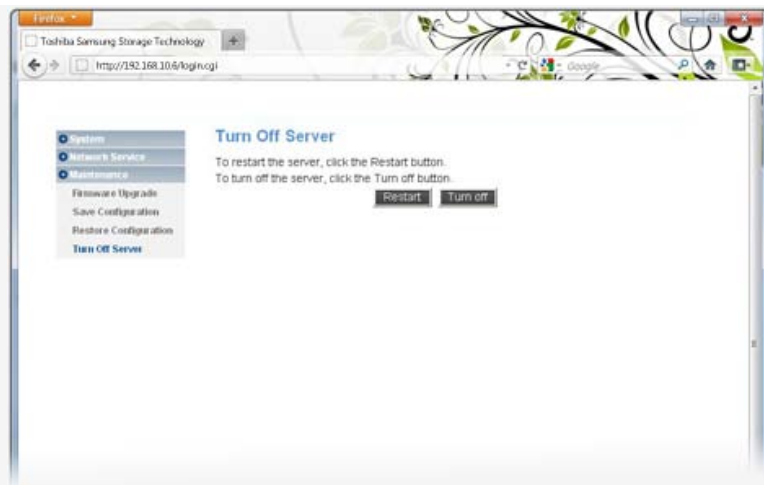 Firefox
Toshiba Samsung Storage Technology
http://192.168.10.6/login.cgi
Google
System
Network Service
Maintenance
Firmware Upgrade
Save Configuration
Restore Configuration
Turn Off Server
Turn Off Server
To restart the server, click the Restart button.
To turn off the server, click the Turn off button.
Restart Turn off